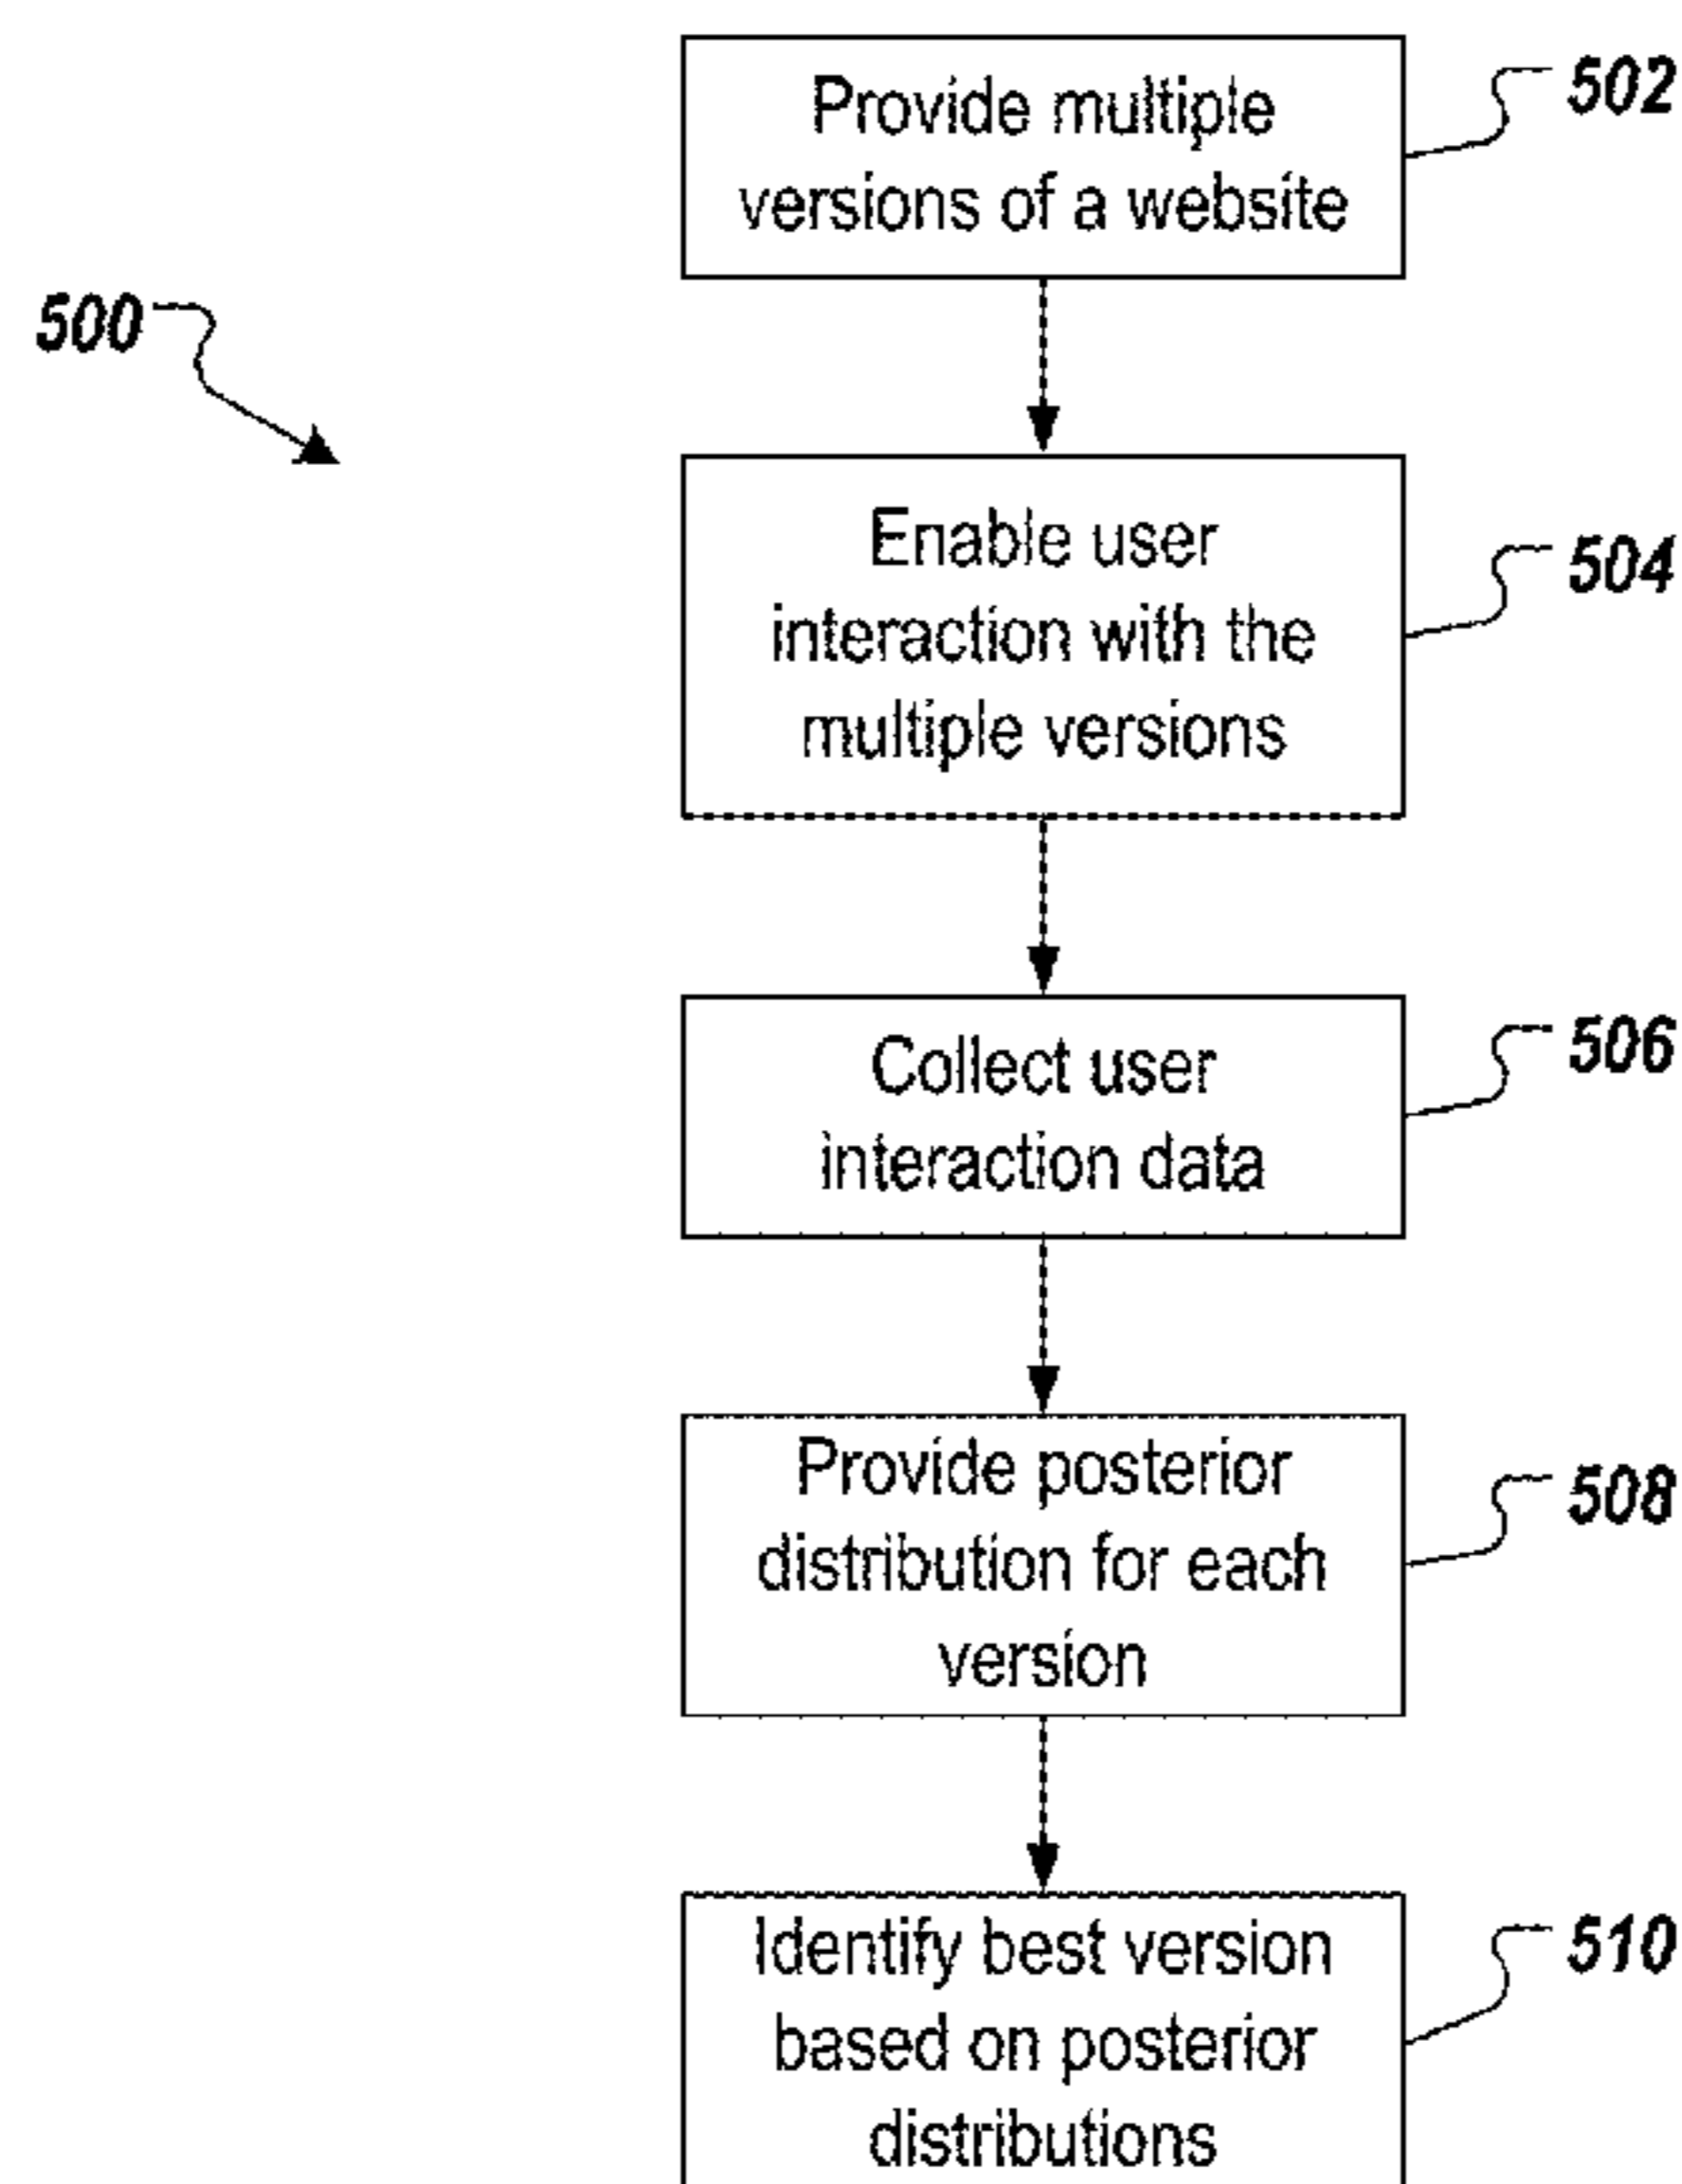 Provide multiple
versions of a website
502
500
Enable user
interaction with the
multiple versions
504
Collect user
interaction data
506
Provide posterior
distribution for each
version
508
Identify best version
based on posterior
distributions
510